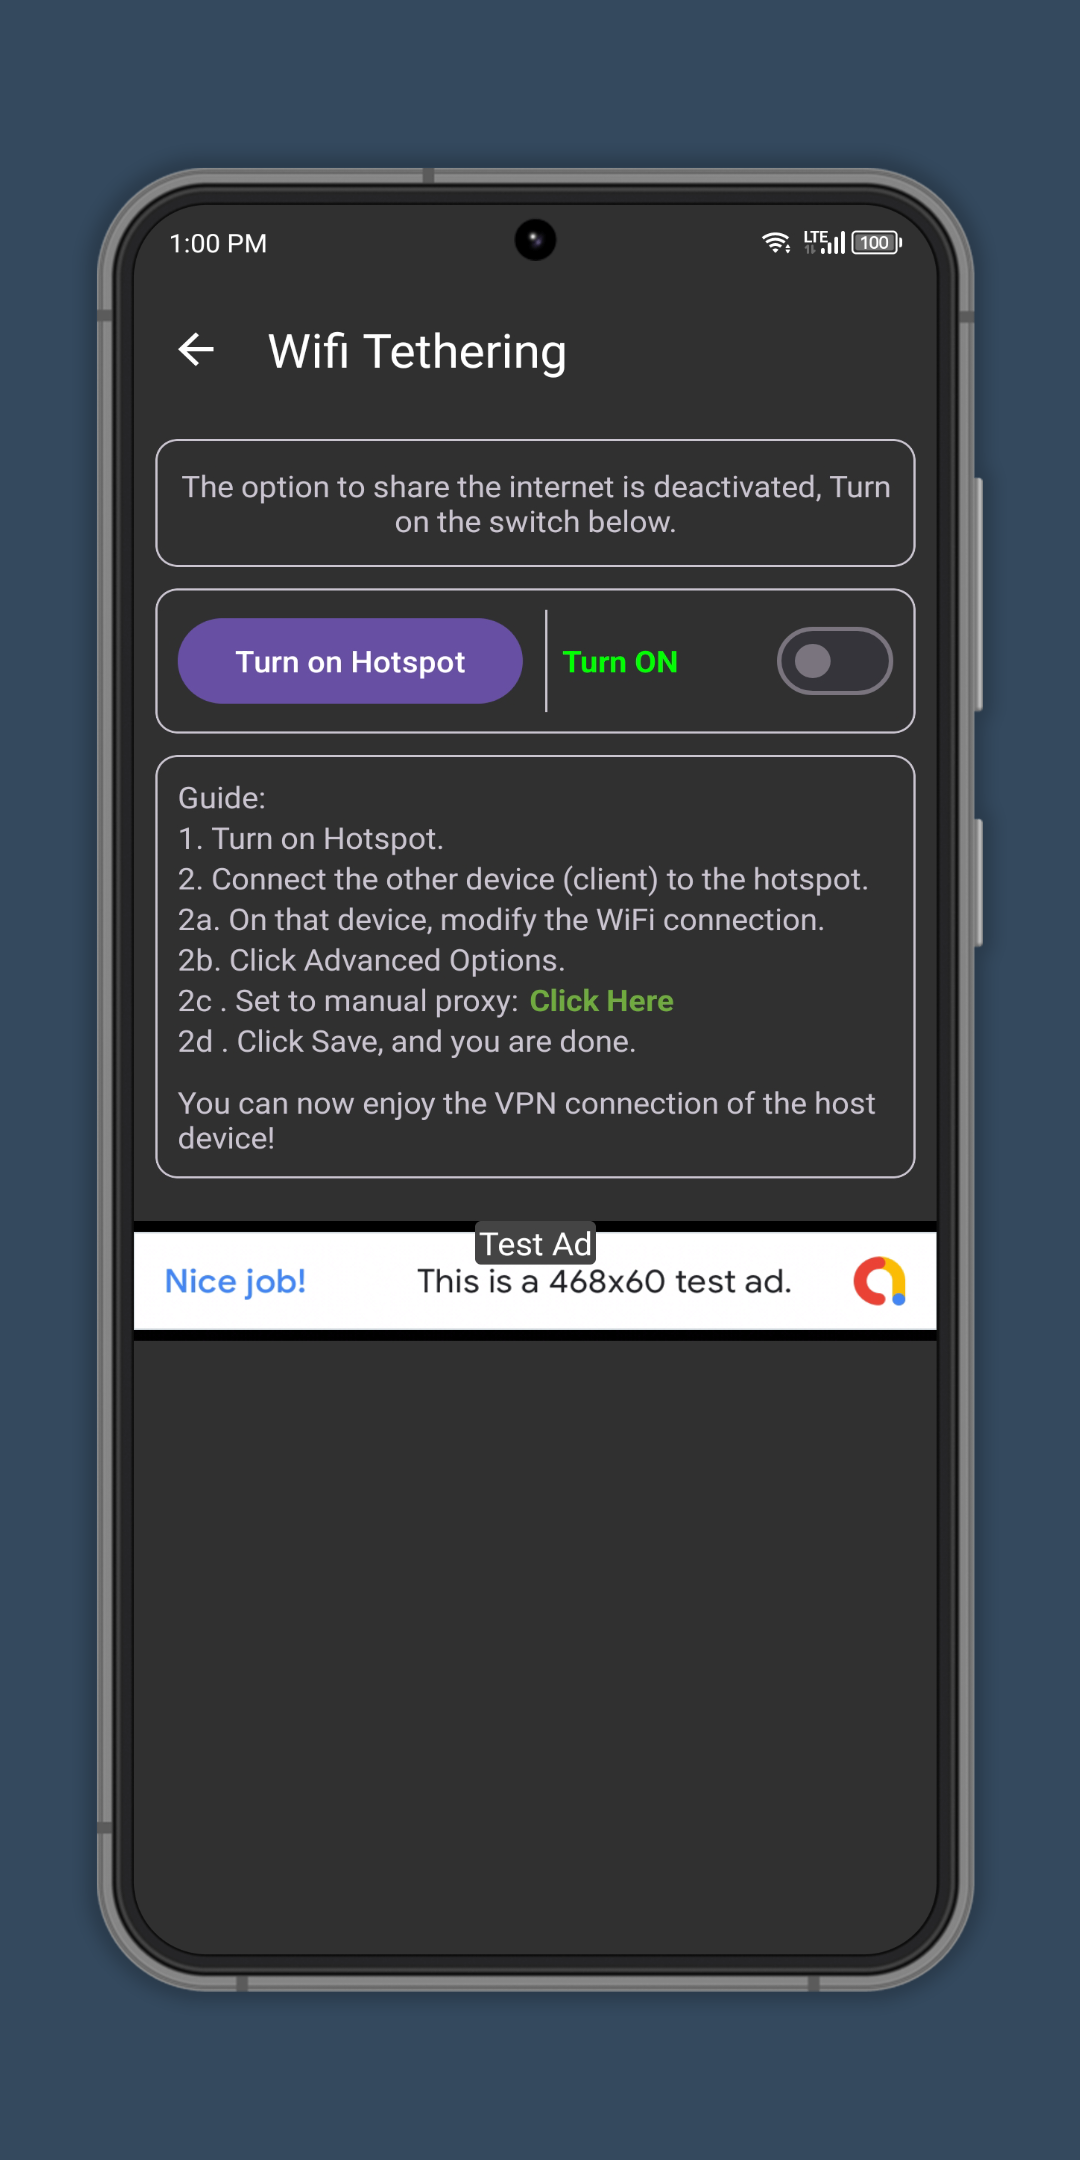 1:00 PM
LTE
100
Wifi Tethering
The option to share the internet is deactivated, Turn
on the switch below.
Turn on Hotspot
Turn ON
Guide:
1. Turn on Hotspot.
2. Connect the other device (client) to the hotspot.
2a. On that device, modify the WiFi connection.
2b. Click Advanced Options.
2c . Set to manual proxy: Click Here
2d . Click Save, and you are done.
You can now enjoy the VPN connection of the host
device!
Test Ad
Nice job!
This is a 468x60 test ad.